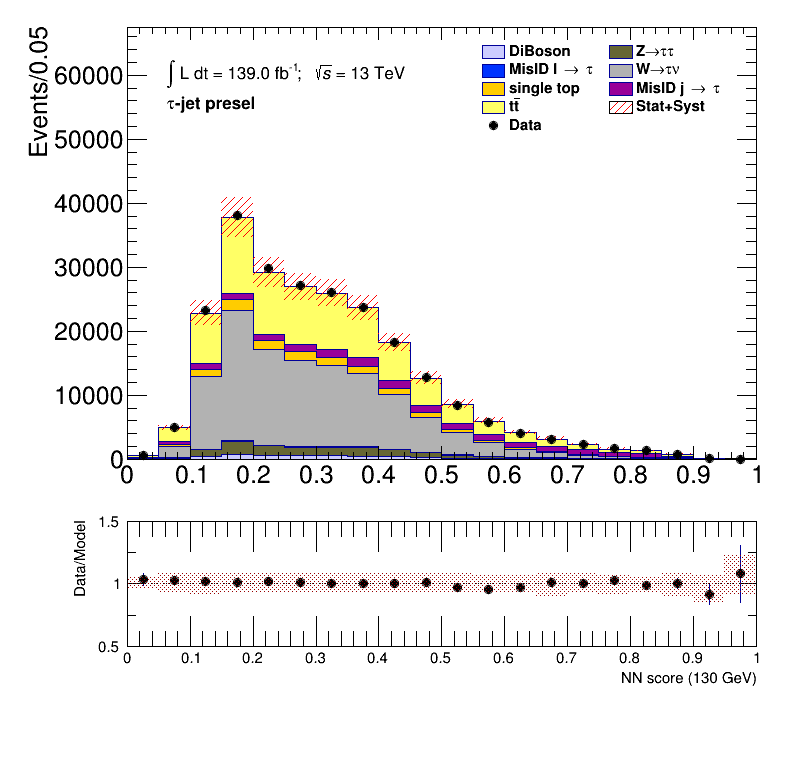 Events/0.05
60000
50000
40000
30000
20000
10000
0
∫ L dt = 139.0 fb⁻¹; √s = 13 TeV
τ-jet presel
DiBoson
MisID l → τ
single top
tt̄
Data
Z→ττ
W→τν
MisID j → τ
Stat+Syst
0 0.1 0.2 0.3 0.4 0.5 0.6 0.7 0.8 0.9 1
Data/Model
1.5
1
0.5
0 0.1 0.2 0.3 0.4 0.5 0.6 0.7 0.8 0.9 1
NN score (130 GeV)